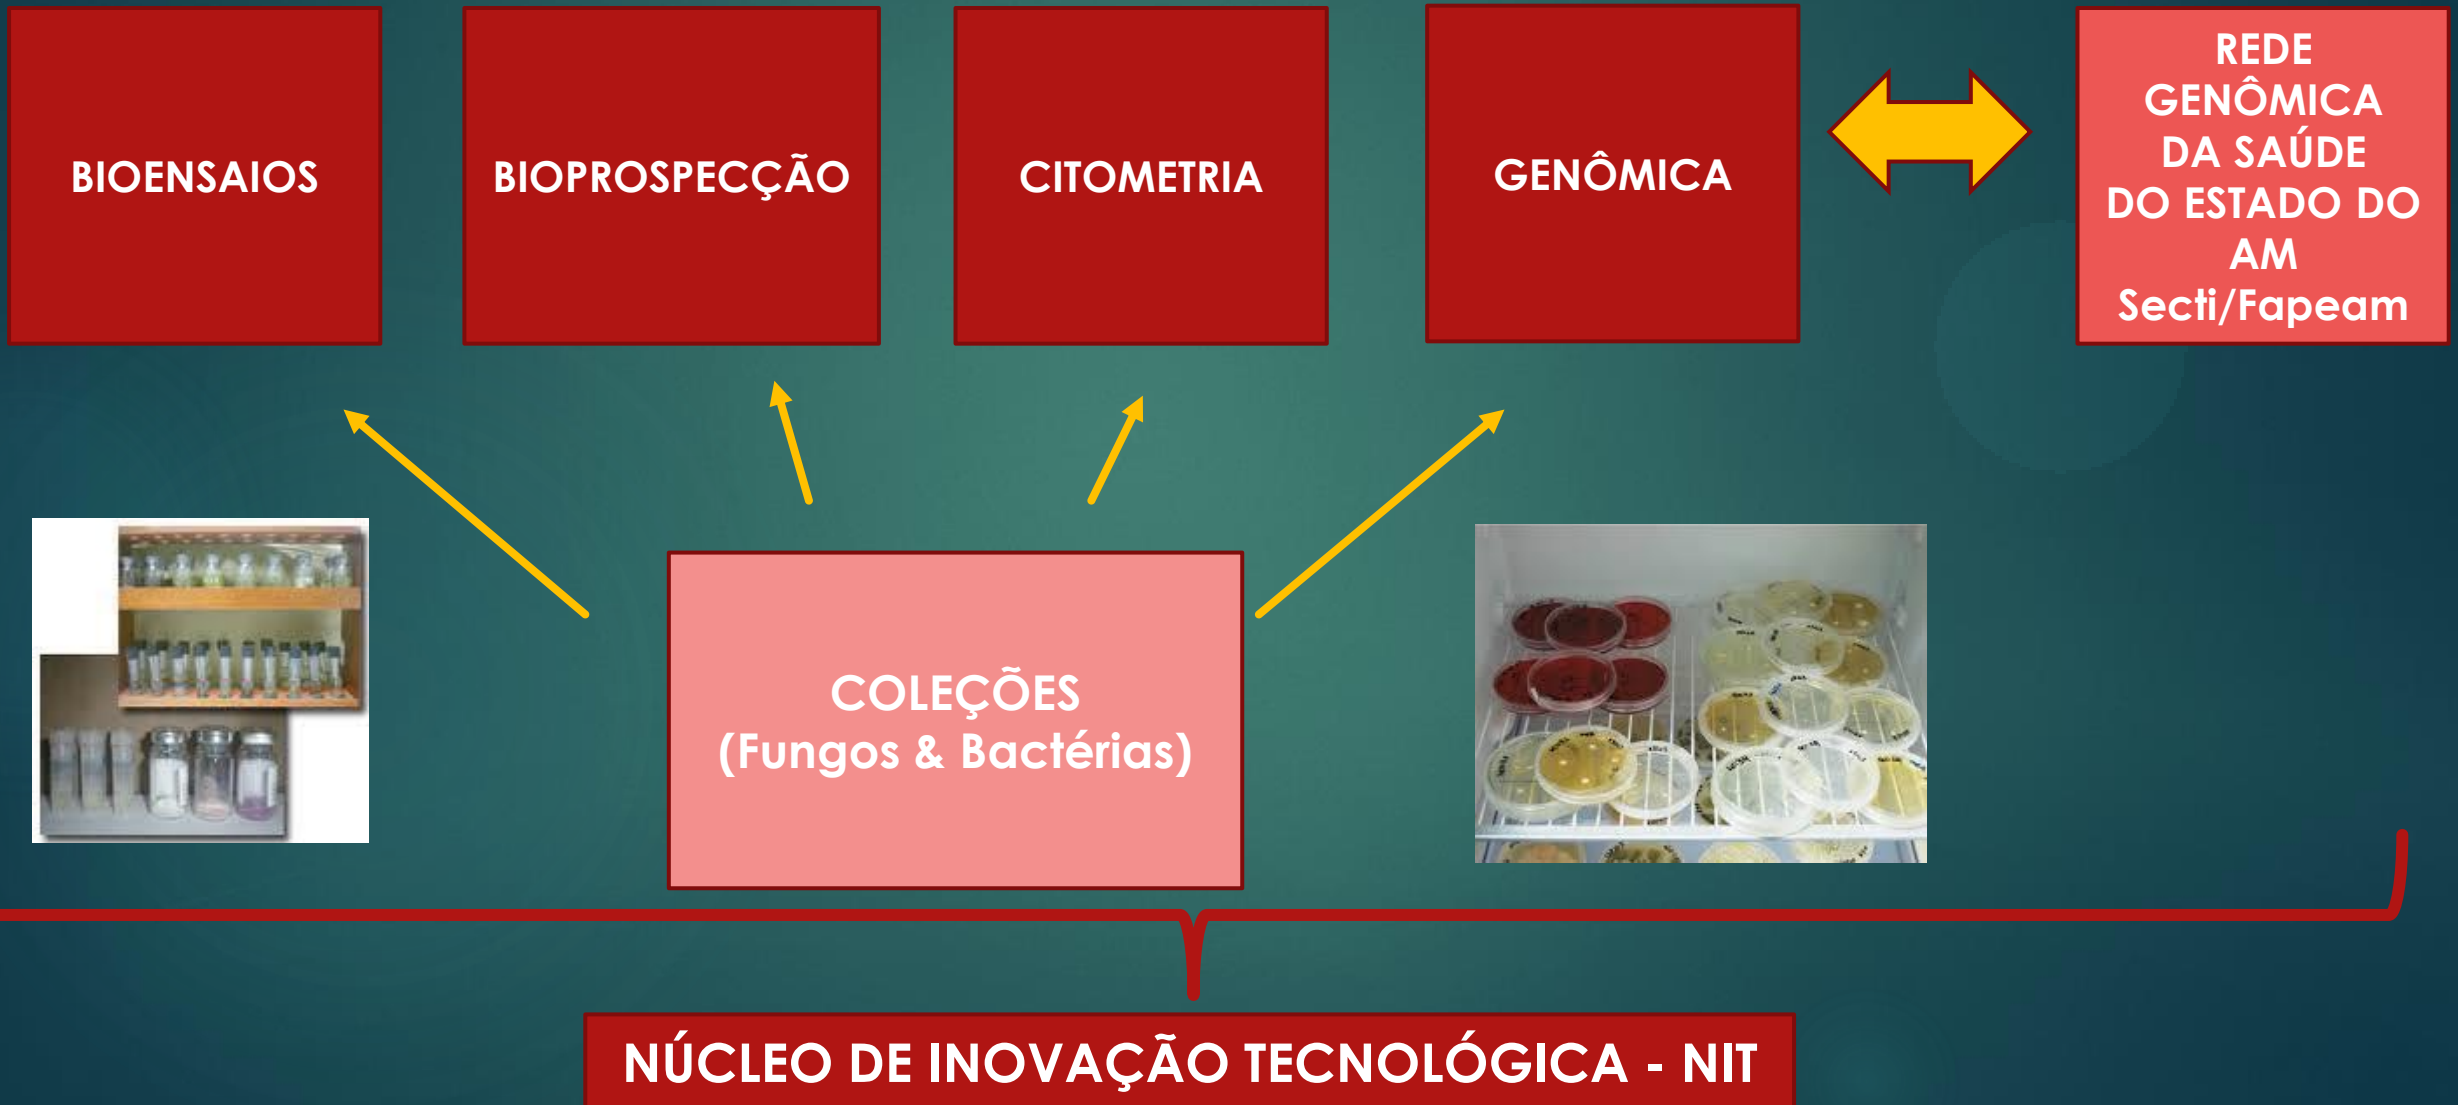 BIOENSAIOS
BIOPROSPECÇÃO
CITOMETRIA
GENÔMICA
REDE
GENÔMICA
DA SAÚDE
DO ESTADO DO
AM
Secti/Fapeam
COLEÇÕES
(Fungos & Bactérias)
NÚCLEO DE INOVAÇÃO TECNOLÓGICA - NIT